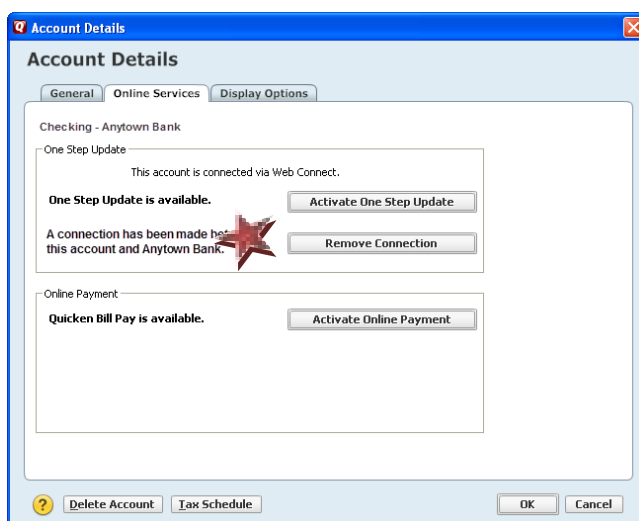 Account Details
Account Details
General Online Services Display Options
Checking - Anytown Bank
One Step Update
This account is connected via Web Connect.
One Step Update is available. Activate One Step Update
A connection has been made
this account and Anytown Bank. Remove Connection
Online Payment
Quicken Bill Pay is available. Activate Online Payment
? Delete Account Tax Schedule OK Cancel